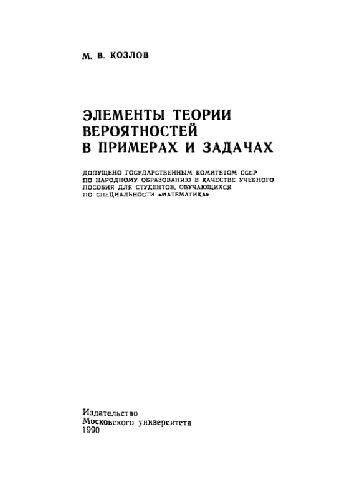 М. В. КОЗЛОВ
ЭЛЕМЕНТЫ ТЕОРИИ
ВЕРОЯТНОСТЕЙ
В ПРИМЕРАХ И ЗАДАЧАХ
ДОПУЩЕНО ГОСУДАРСТВЕННЫМ КОМИТЕТОМ СССР
ПО НАРОДНОМУ ОБРАЗОВАНИЮ В КАЧЕСТВЕ УЧЕБНОГО
ПОСОБИЯ ДЛЯ СТУДЕНТОВ, ОБУЧАЮЩИХСЯ
ПО СПЕЦИАЛЬНОСТИ «МАТЕМАТИКА»
Издательство
Московского университета
1990